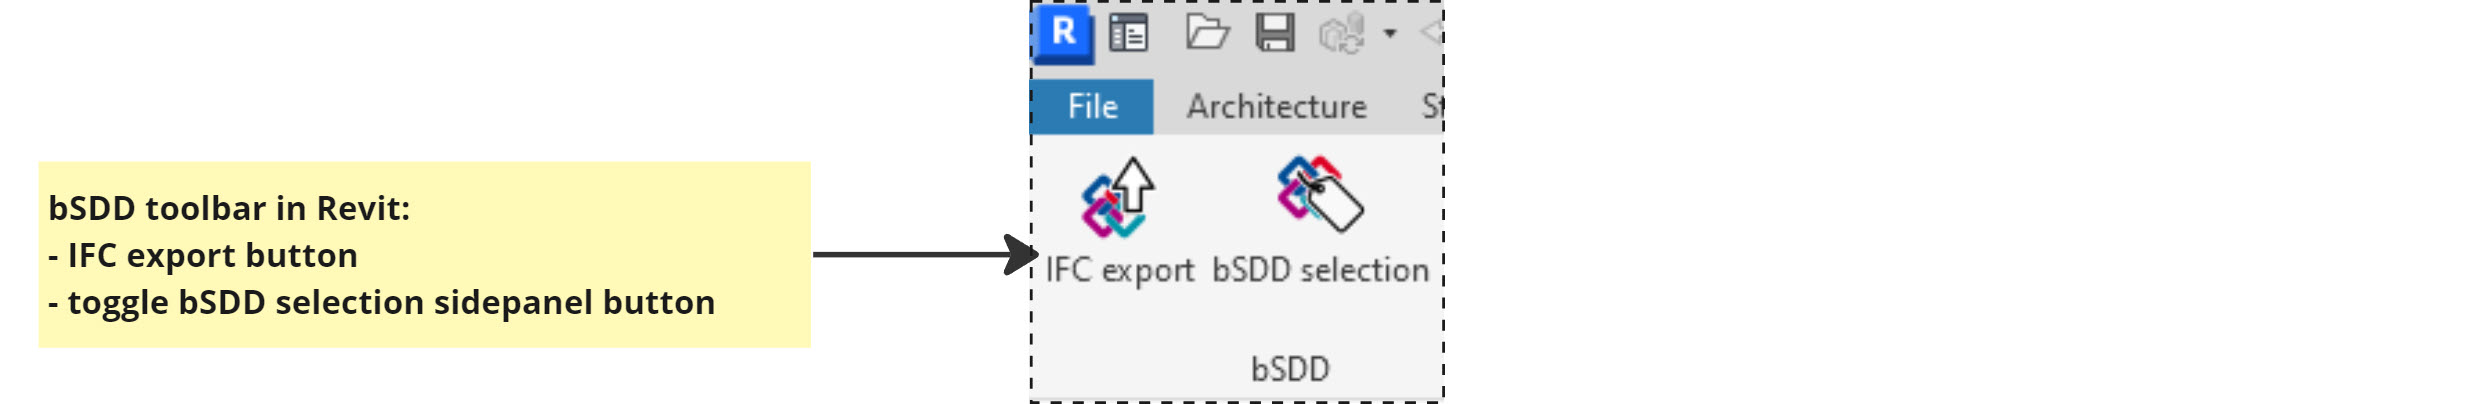 R
File
Architecture
bSDD toolbar in Revit:
- IFC export button
- toggle bSDD selection sidepanel button
IFC export
bSDD selection
bSDD